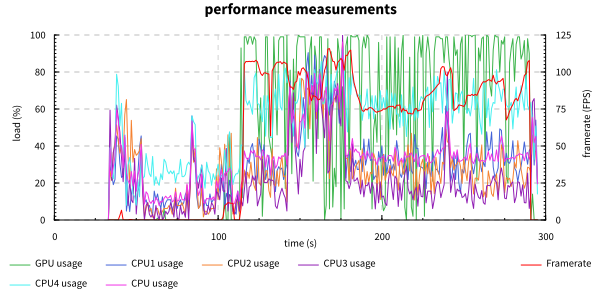 performance measurements
100
80
60
40
20
0
load (%)
125
100
75
50
25
0
framerate (FPS)
0 100 200 300
time (s)
GPU usage CPU1 usage CPU2 usage CPU3 usage Framerate
CPU4 usage CPU usage